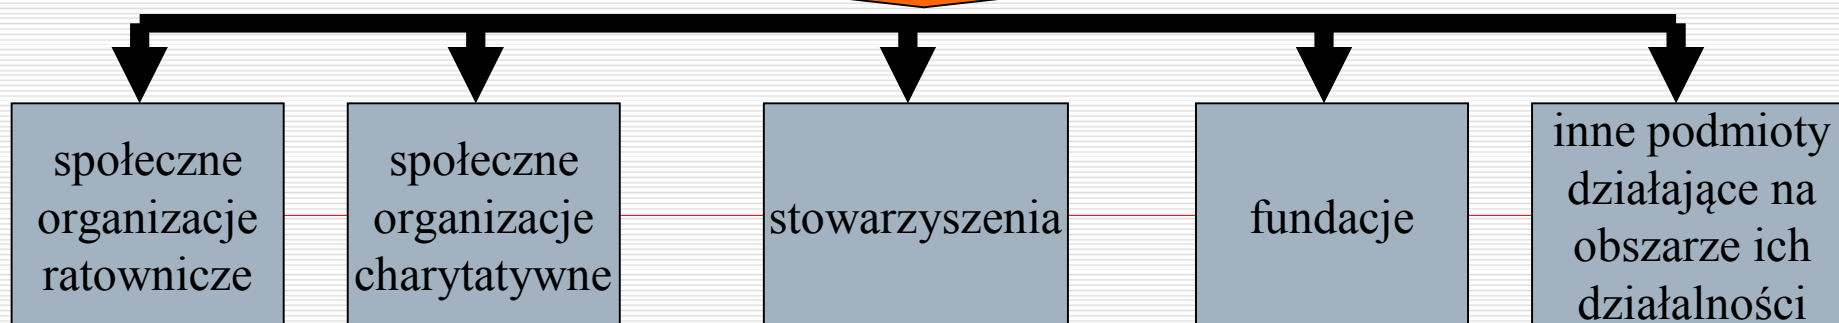 społeczne
organizacje
ratownicze
społeczne
organizacje
charytatywne
stowarzyszenia
fundacje
inne podmioty
działające na
obszarze ich
działalności